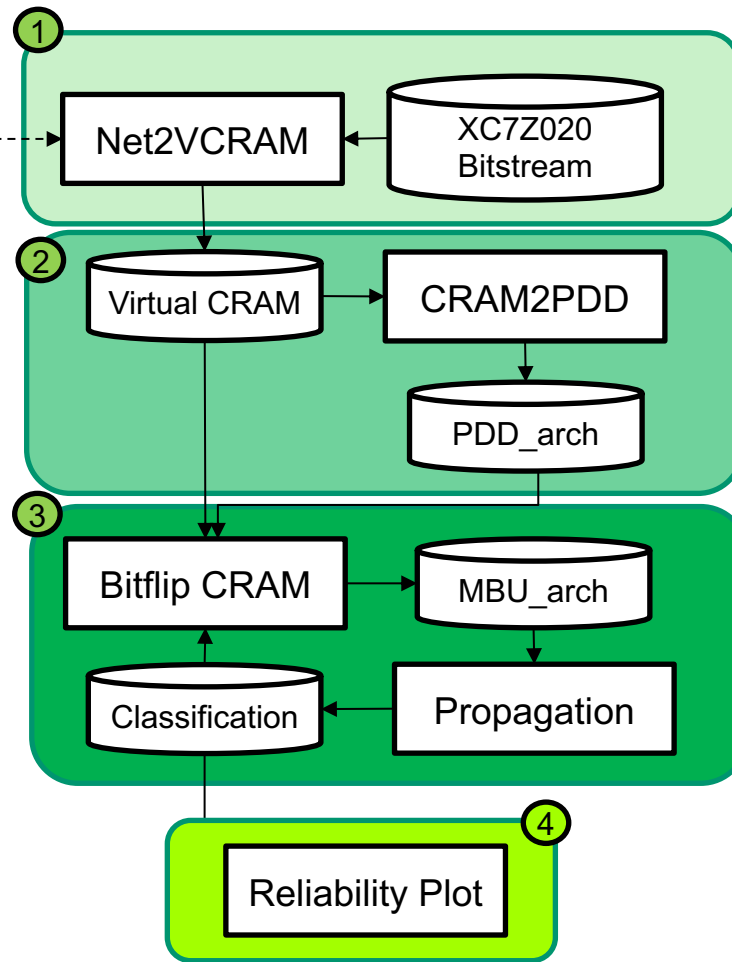 1
Net2VCRAM
XC7Z020
Bitstream
2
Virtual CRAM
CRAM2PDD
PDD_arch
3
Bitflip CRAM
MBU_arch
Classification
Propagation
4
Reliability Plot